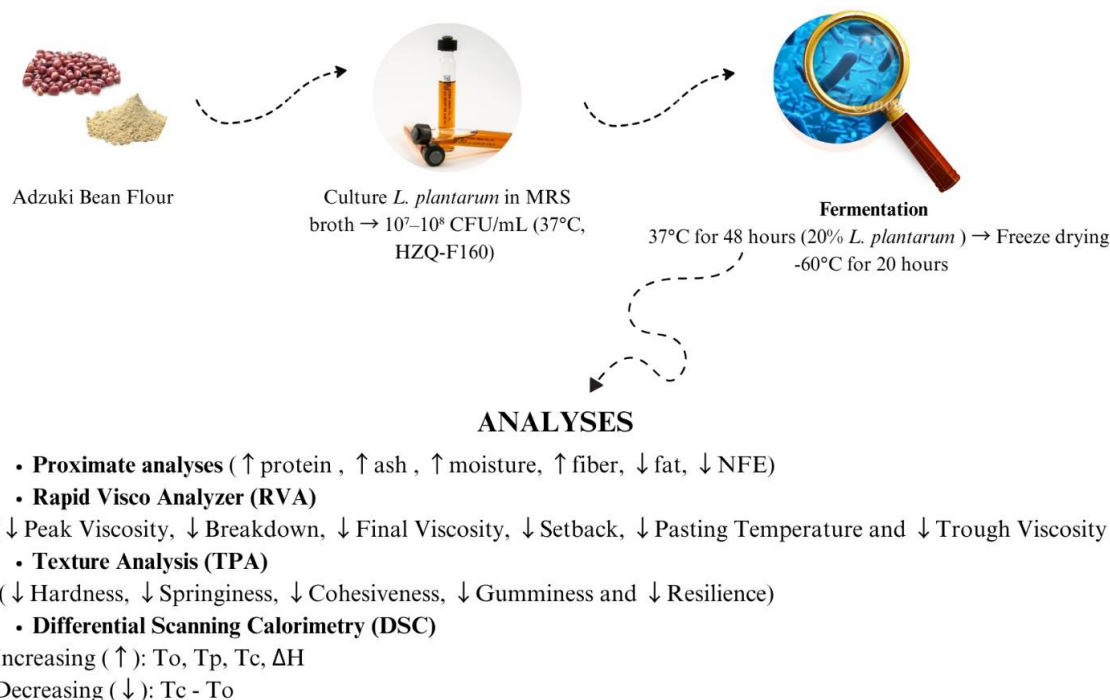 Adzuki Bean Flour
Culture L. plantarum in MRS
broth → 10⁷–10⁸ CFU/mL (37°C,
HZQ-F160)
Fermentation
37°C for 48 hours (20% L. plantarum ) → Freeze drying
-60°C for 20 hours
ANALYSES
• Proximate analyses (↑protein , ↑ash , ↑moisture, ↑fiber, ↓fat, ↓NFE)
• Rapid Visco Analyzer (RVA)
↓Peak Viscosity, ↓Breakdown, ↓Final Viscosity, ↓Setback, ↓Pasting Temperature and ↓Trough Viscosity
• Texture Analysis (TPA)
(↓Hardness, ↓Springiness, ↓Cohesiveness, ↓Gumminess and ↓Resilience)
• Differential Scanning Calorimetry (DSC)
Increasing (↑): To, Tp, Tc, ΔH
Decreasing (↓): Tc - To